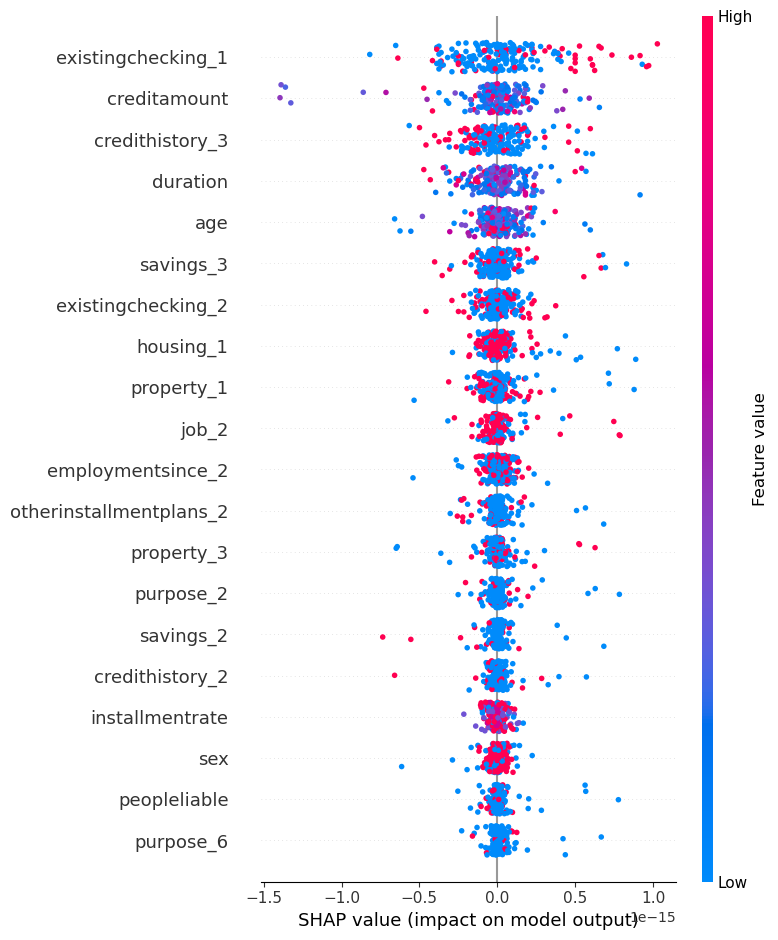 High
existingchecking_1
creditamount
credithistory_3
duration
age
savings_3
existingchecking_2
housing_1
property_1
job_2
employmentsince_2
otherinstallmentplans_2
property_3
purpose_2
savings_2
credithistory_2
installmentrate
sex
peopleliable
purpose_6
Feature value
Low
−1.5 −1.0 −0.5 0.0 0.5 1.0
1e−15
SHAP value (impact on model output)